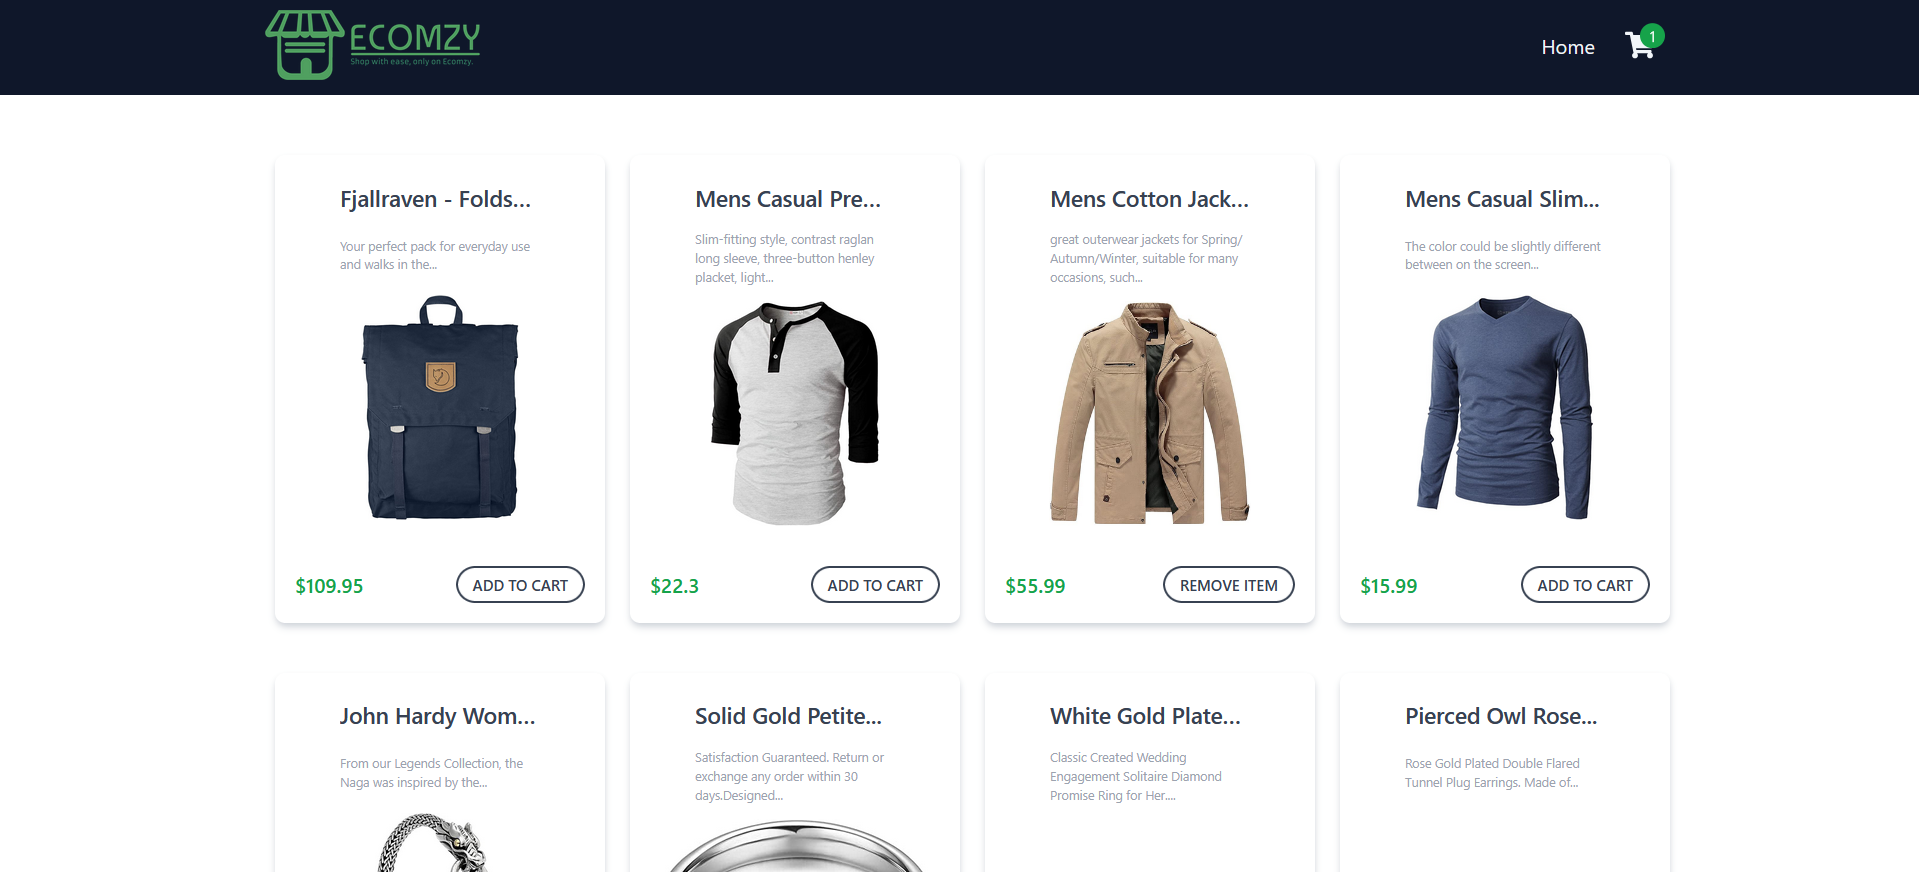 ECOMZY
Shop with ease, only on Ecomzy.
Home
1
Fjallraven - Folds...
Your perfect pack for everyday use
and walks in the...
$109.95
ADD TO CART
Mens Casual Pre...
Slim-fitting style, contrast raglan
long sleeve, three-button henley
placket, light...
$22.3
ADD TO CART
Mens Cotton Jack...
great outerwear jackets for Spring/
Autumn/Winter, suitable for many
occasions, such...
$55.99
REMOVE ITEM
Mens Casual Slim...
The color could be slightly different
between on the screen...
$15.99
ADD TO CART
John Hardy Wom...
From our Legends Collection, the
Naga was inspired by the...
Solid Gold Petite...
Satisfaction Guaranteed. Return or
exchange any order within 30
days.Designed...
White Gold Plate...
Classic Created Wedding
Engagement Solitaire Diamond
Promise Ring for Her....
Pierced Owl Rose...
Rose Gold Plated Double Flared
Tunnel Plug Earrings. Made of...